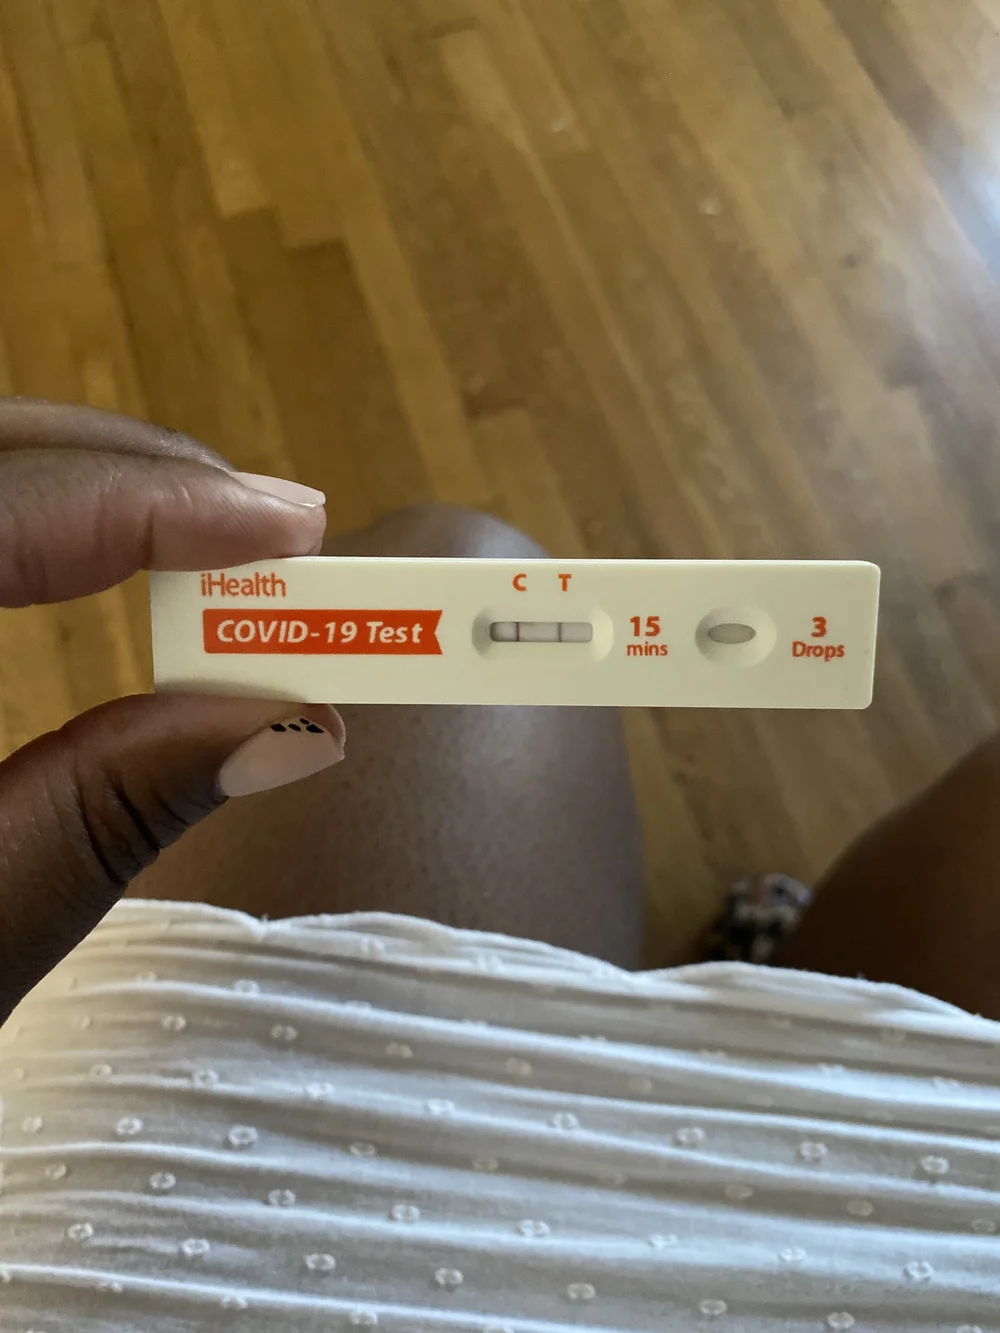 iHealth
COVID-19 Test
C T
15
mins
3
Drops